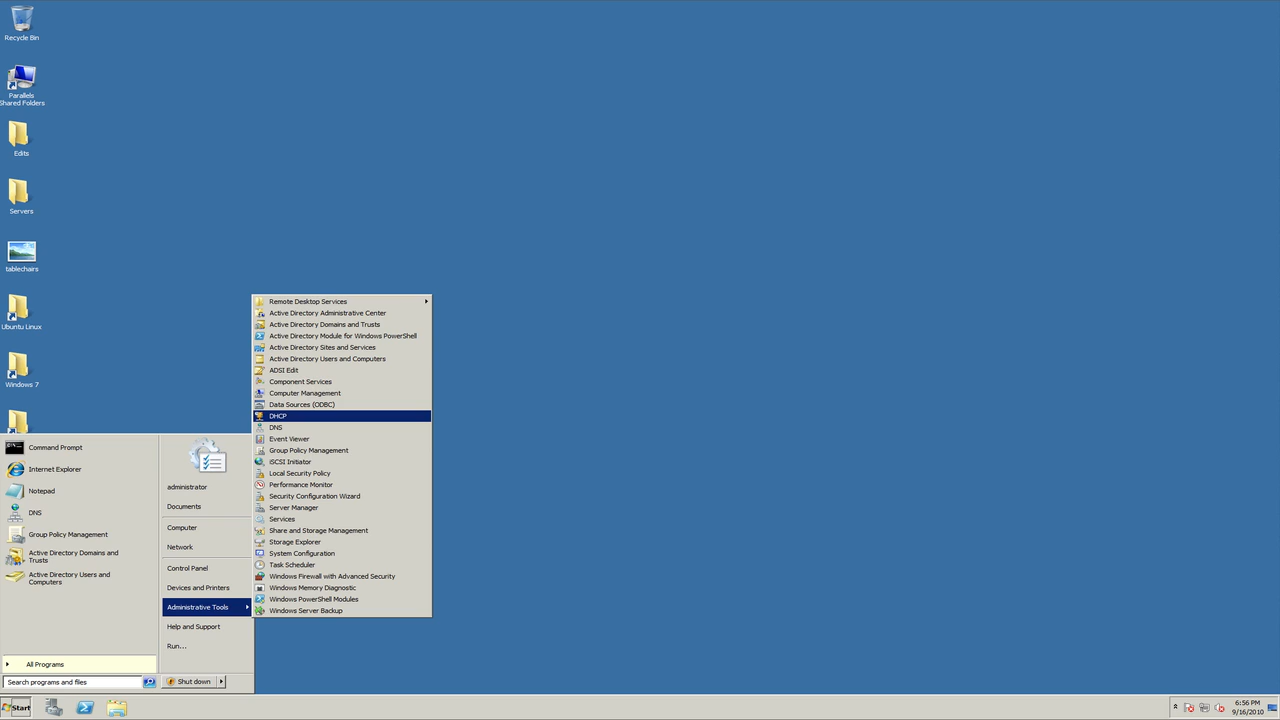 Recycle Bin
Parallels
Shared Folders
Edits
Servers
tablechairs
Ubuntu Linux
Windows 7
Command Prompt
Internet Explorer
Notepad
DNS
Group Policy Management
Active Directory Domains and
Trusts
Active Directory Users and
Computers
All Programs
Search programs and files
administrator
Documents
Computer
Network
Control Panel
Devices and Printers
Administrative Tools
Help and Support
Run...
Shut down
Remote Desktop Services
Active Directory Administrative Center
Active Directory Domains and Trusts
Active Directory Module for Windows PowerShell
Active Directory Sites and Services
Active Directory Users and Computers
ADSI Edit
Component Services
Computer Management
Data Sources (ODBC)
DHCP
DNS
Event Viewer
Group Policy Management
iSCSI Initiator
Local Security Policy
Performance Monitor
Security Configuration Wizard
Server Manager
Services
Share and Storage Management
Storage Explorer
System Configuration
Task Scheduler
Windows Firewall with Advanced Security
Windows Memory Diagnostic
Windows PowerShell Modules
Windows Server Backup
Start
6:56 PM
9/16/2010